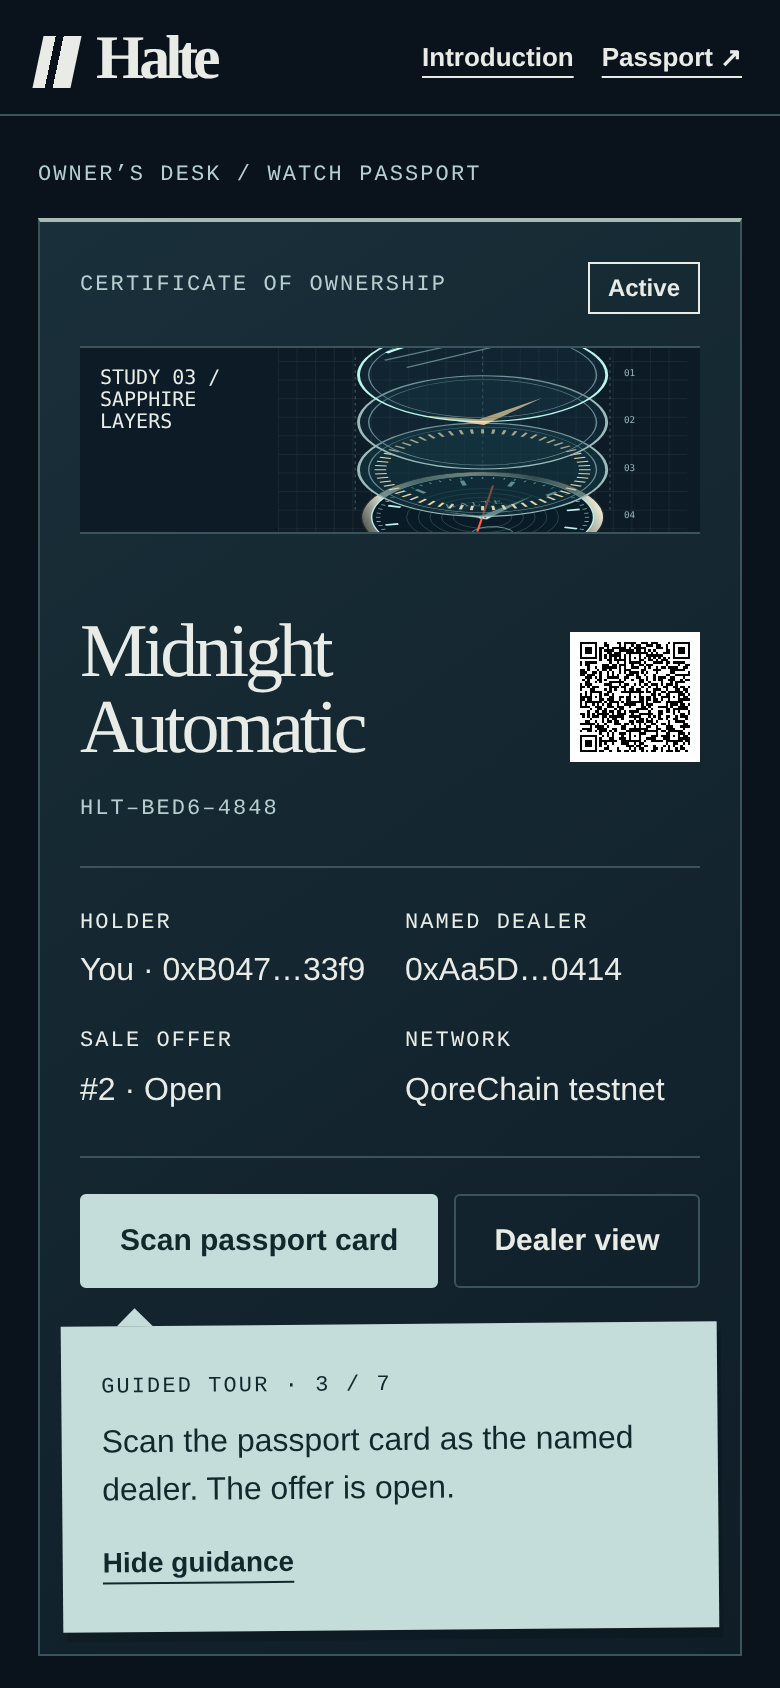 Halte
Introduction
Passport ↗
OWNER’S DESK / WATCH PASSPORT
CERTIFICATE OF OWNERSHIP
Active
STUDY 03 /
SAPPHIRE
LAYERS
01
02
03
04
Midnight
Automatic
HLT–BED6–4848
HOLDER
You · 0xB047…33f9
NAMED DEALER
0xAa5D…0414
SALE OFFER
#2 · Open
NETWORK
QoreChain testnet
Scan passport card
Dealer view
GUIDED TOUR · 3 / 7
Scan the passport card as the named
dealer. The offer is open.
Hide guidance